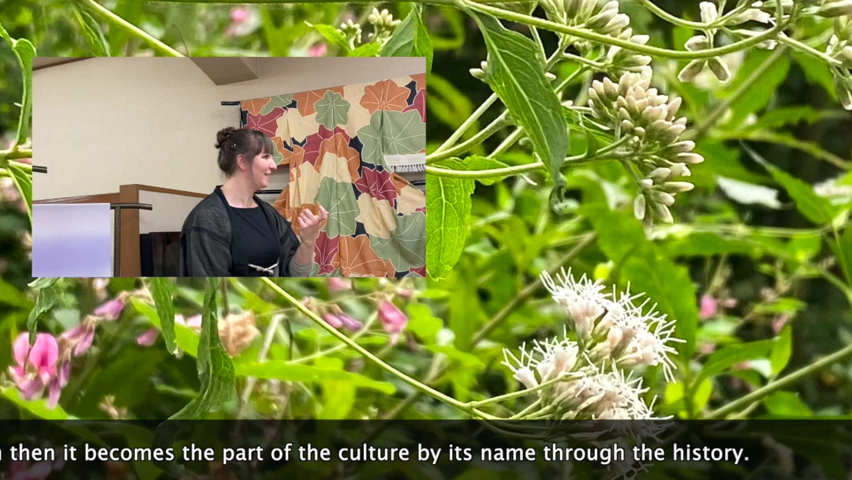 then it becomes the part of the culture by its name through the history.